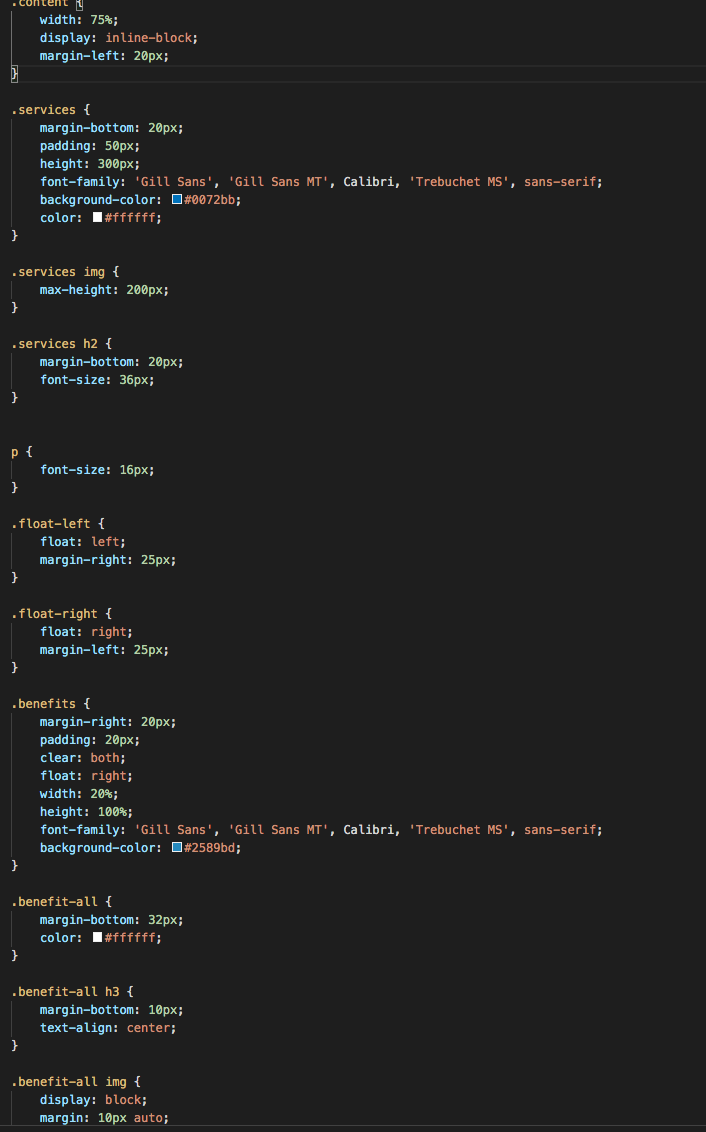 .content {
    width: 75%;
    display: inline-block;
    margin-left: 20px;
}

.services {
    margin-bottom: 20px;
    padding: 50px;
    height: 300px;
    font-family: 'Gill Sans', 'Gill Sans MT', Calibri, 'Trebuchet MS', sans-serif;
    background-color: #0072bb;
    color: #ffffff;
}

.services img {
    max-height: 200px;
}

.services h2 {
    margin-bottom: 20px;
    font-size: 36px;
}


p {
    font-size: 16px;
}

.float-left {
    float: left;
    margin-right: 25px;
}

.float-right {
    float: right;
    margin-left: 25px;
}

.benefits {
    margin-right: 20px;
    padding: 20px;
    clear: both;
    float: right;
    width: 20%;
    height: 100%;
    font-family: 'Gill Sans', 'Gill Sans MT', Calibri, 'Trebuchet MS', sans-serif;
    background-color: #2589bd;
}

.benefit-all {
    margin-bottom: 32px;
    color: #ffffff;
}

.benefit-all h3 {
    margin-bottom: 10px;
    text-align: center;
}

.benefit-all img {
    display: block;
    margin: 10px auto;